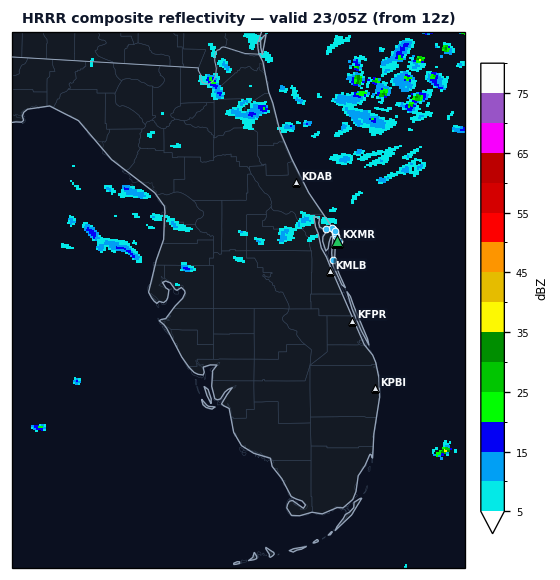 HRRR composite reflectivity — valid 23/05Z (from 12z)
KDAB
KXMR
KMLB
KFPR
KPBI
75
65
55
45
35
25
15
5
dBZ